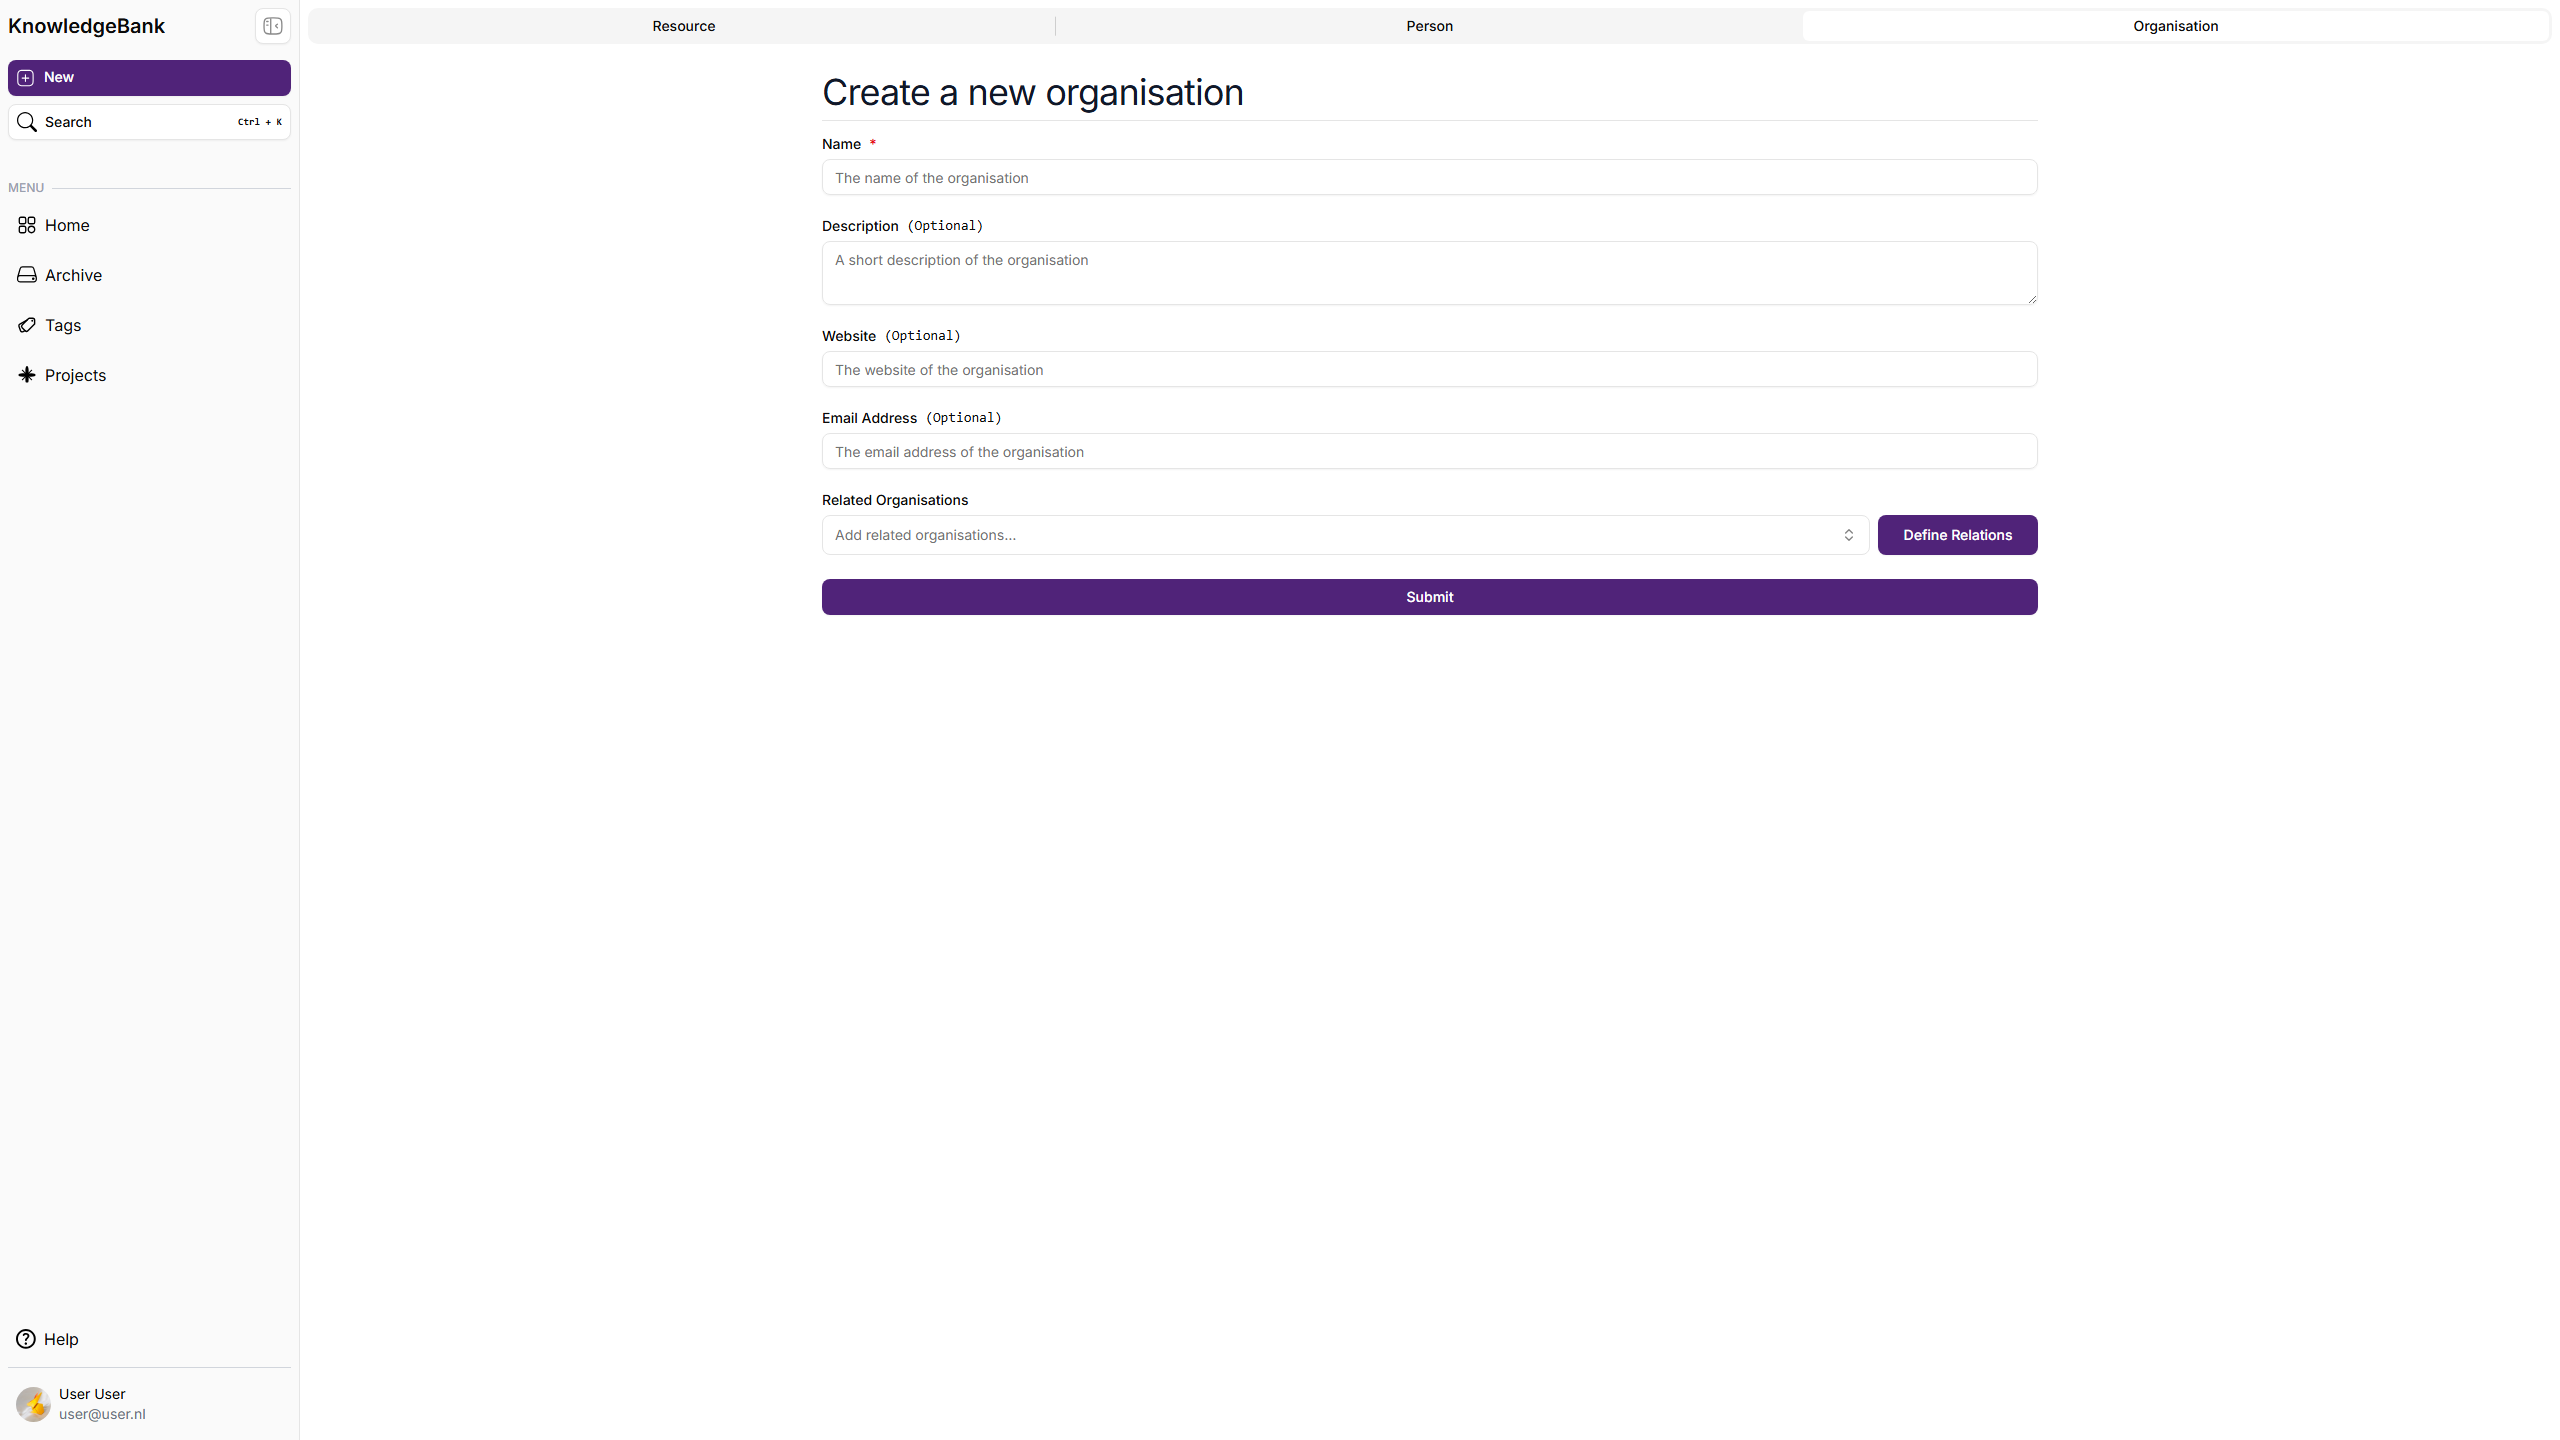 KnowledgeBank
New
Search Ctrl + K
MENU
Home
Archive
Tags
Projects
Help
User User
user@user.nl
Resource
Person
Organisation
Create a new organisation
Name *
The name of the organisation
Description (Optional)
A short description of the organisation
Website (Optional)
The website of the organisation
Email Address (Optional)
The email address of the organisation
Related Organisations
Add related organisations...
Define Relations
Submit